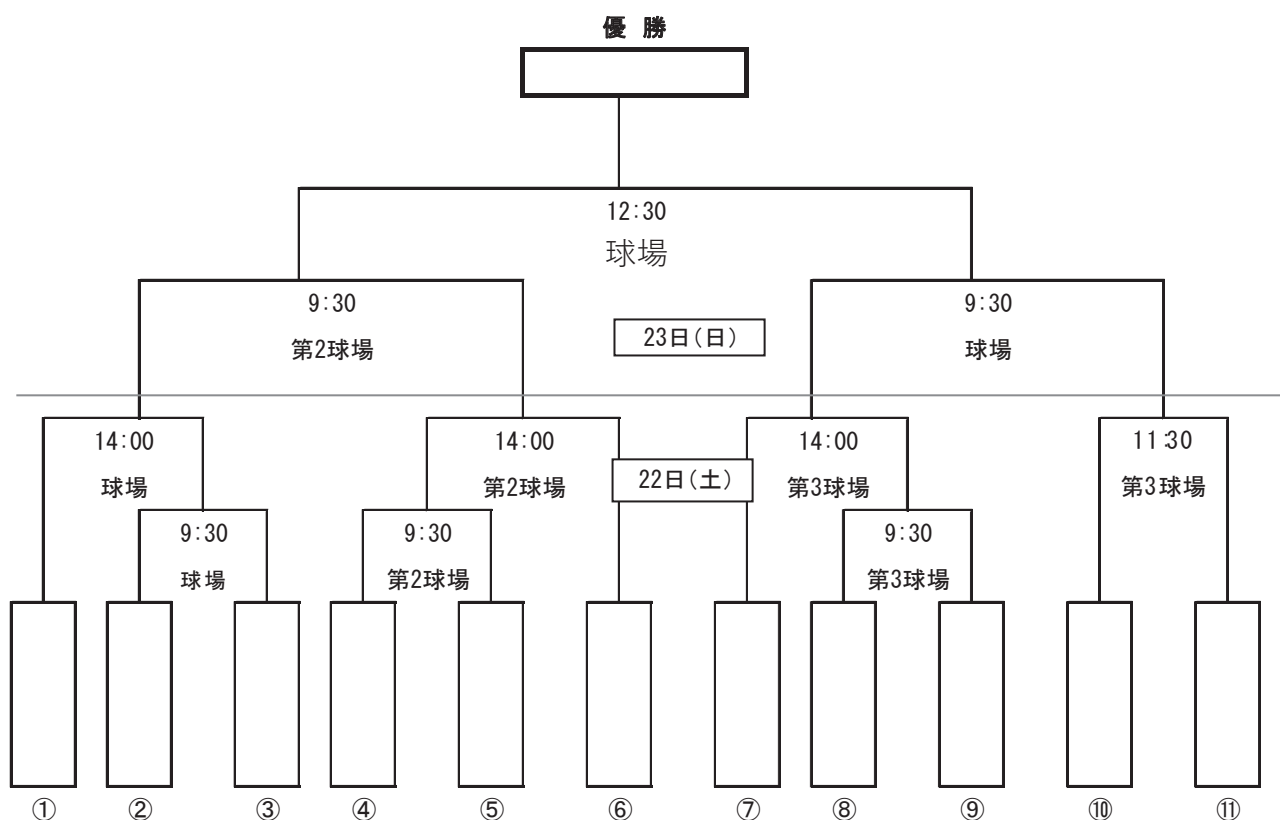 優 勝
12:30
球場
9:30
9:30
第2球場
23日(日)
球場
14:00
14:00
14:00
11:30
球場
第2球場
22日(土)
第3球場
第3球場
9:30
9:30
9:30
球場
第2球場
第3球場
① ② ③ ④ ⑤ ⑥ ⑦ ⑧ ⑨ ⑩ ⑪